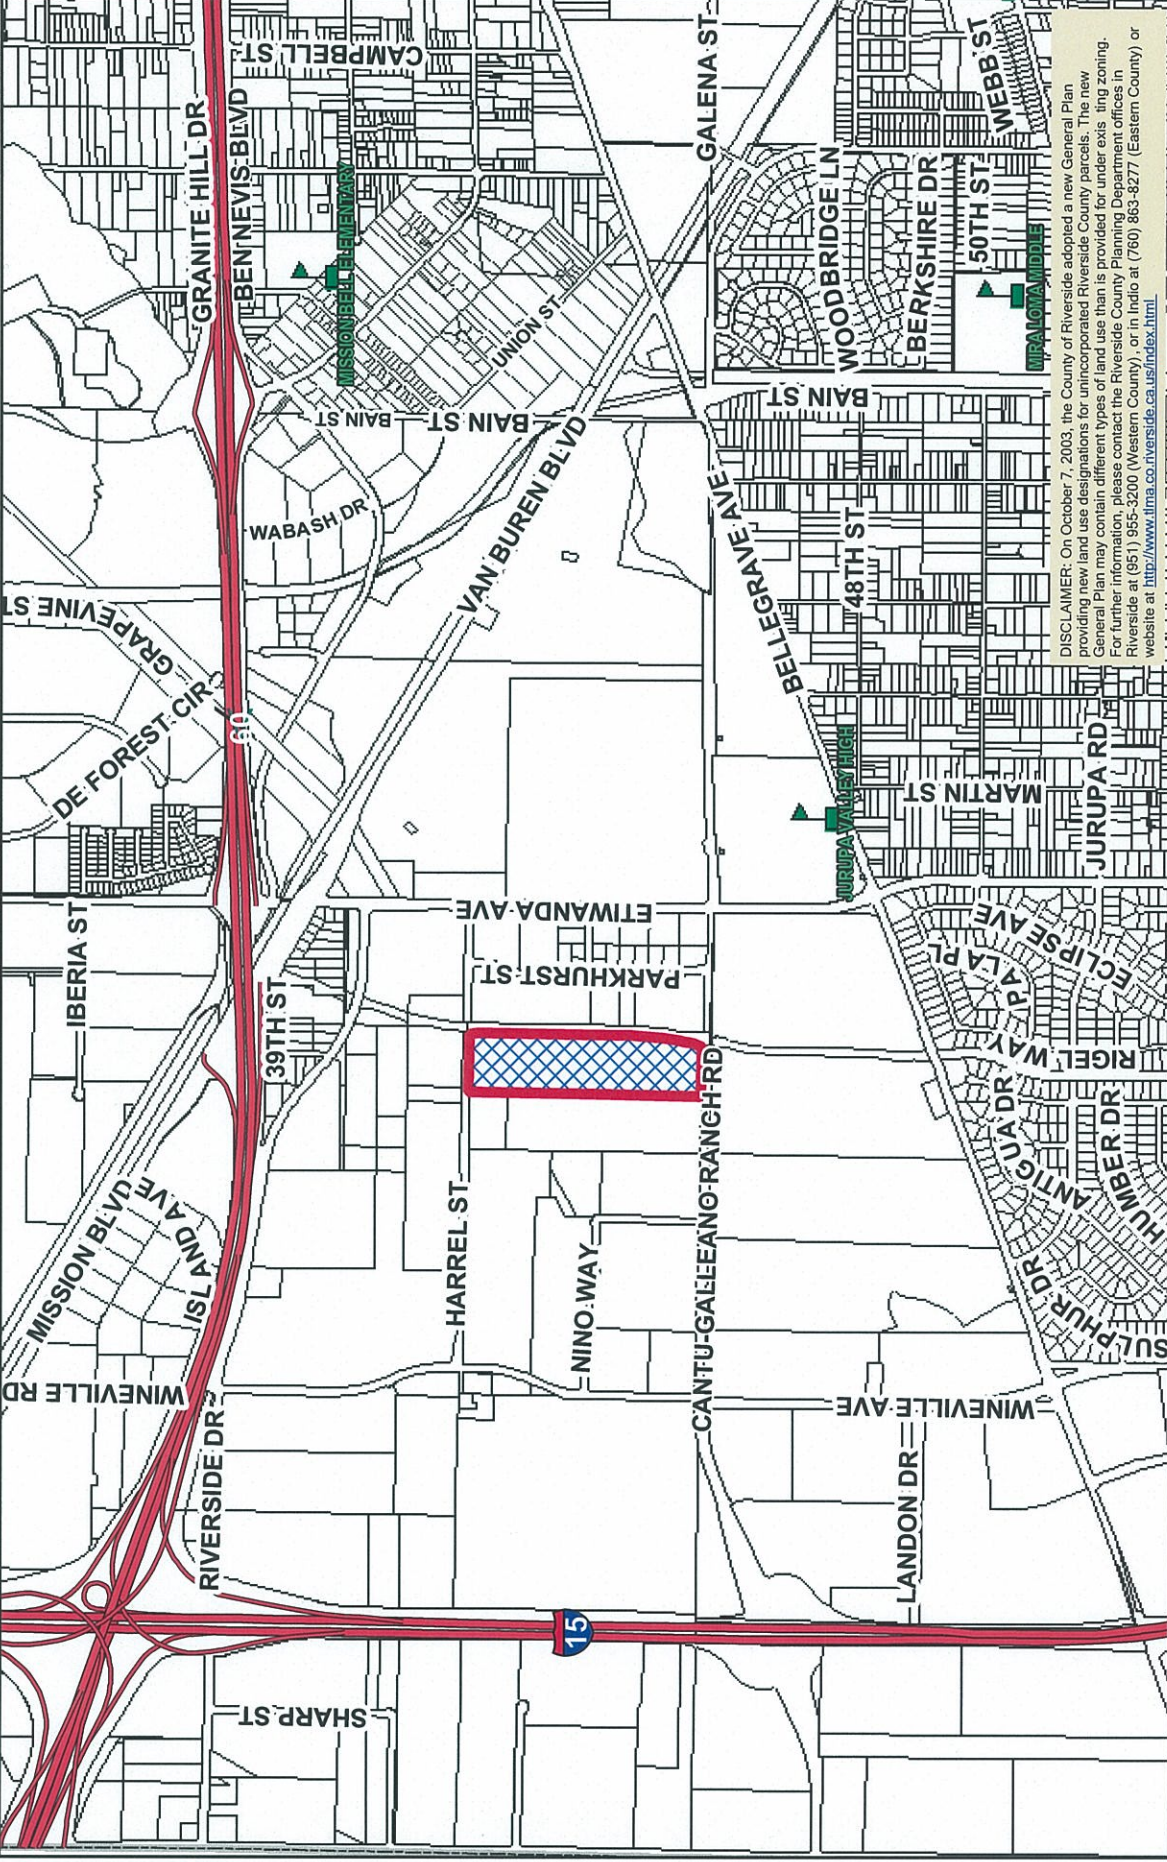 CAMPBELL ST
GRANITE HILL DR
BEN NEVIS BLVD
MISSION BELL ELEMENTARY
GALENA ST
WEBB ST
WOODBRIDGE LN
BERKSHIRE DR
50TH ST
MIRA LOMA MIDDLE
UNION ST
BAIN ST
BAIN ST
BAIN ST
WABASH DR
VAN BUREN BLVD
GRAPEVINE ST
DE FOREST CIR
60
BELLEGRAVE AVE
48TH ST
MARTIN ST
JURUPA RD
JURUPA VALLEY HIGH
IBERIA ST
ETIWANDA AVE
PARKHURST ST
39TH ST
ECLIPSE AVE
PA LA PL
RIGEL WAY
ANTIGUA DR
HUMBER DR
SULPHUR DR
MISSION BLVD
ISLAND AVE
HARREL ST
NINO WAY
CANTU-GALLEANO RANCH RD
WINEVILLE RD
WINEVILLE AVE
RIVERSIDE DR
LANDON DR
15
SHARP ST
DISCLAIMER: On October 7, 2003, the County of Riverside adopted a new General Plan
providing new land use designations for unincorporated Riverside County parcels. The new
General Plan may contain different types of land use than is provided for under exis ting zoning.
For further information, please contact the Riverside County Planning Department offices in
Riverside at (951) 955-3200 (Western County), or in Indio at (760) 863-8277 (Eastern County) or
website at http://www.tlma.co.riverside.ca.us/index.html